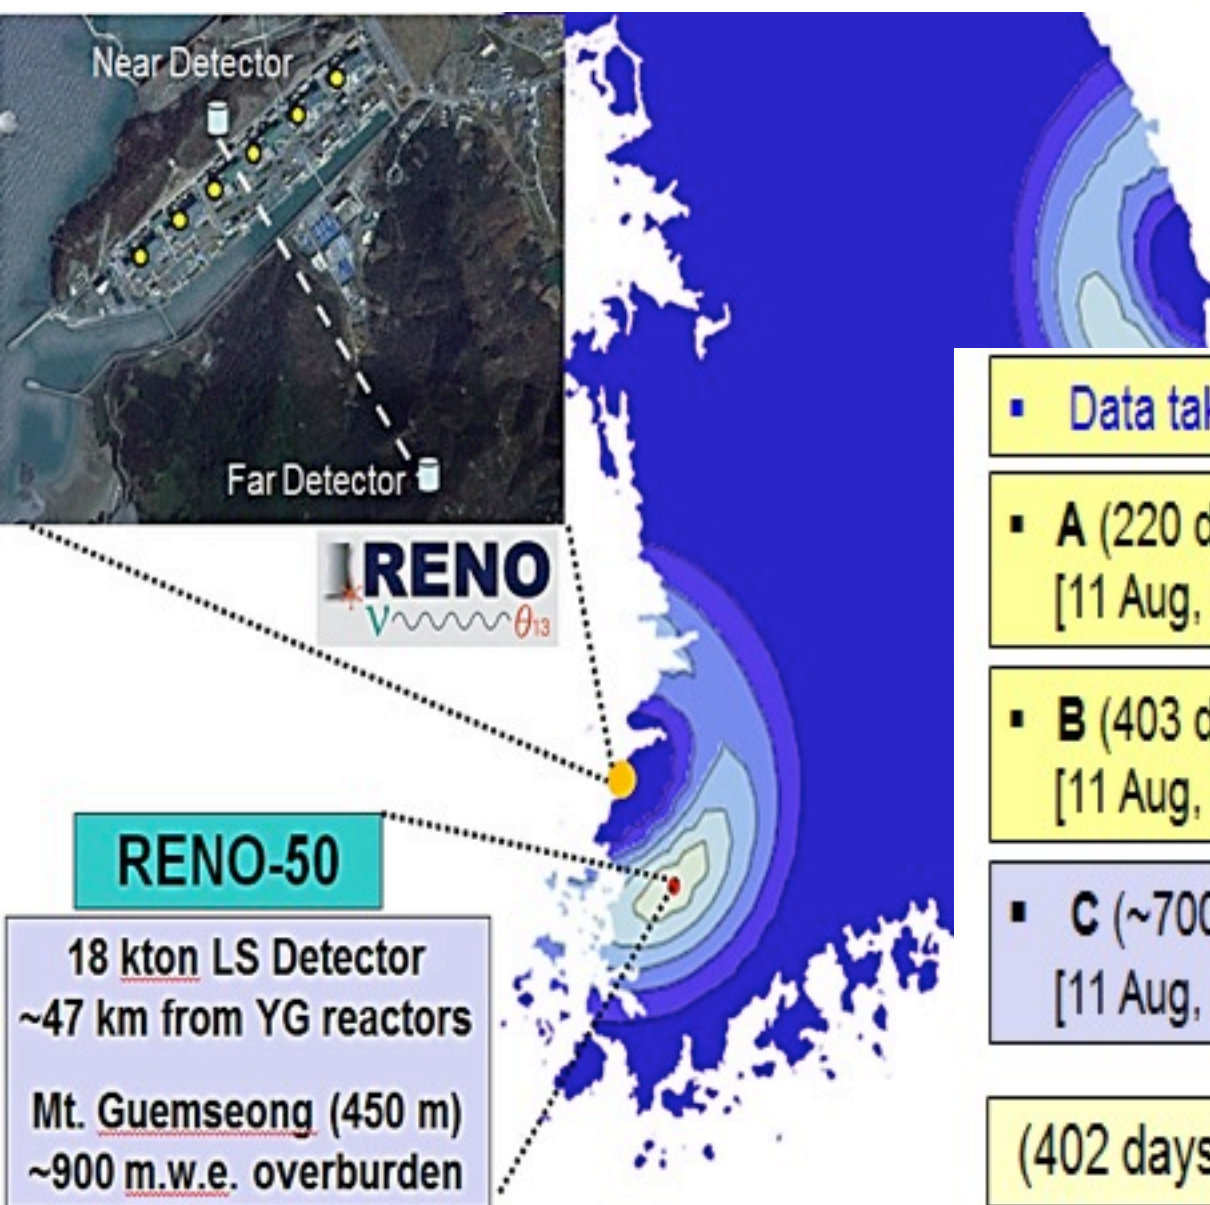 Near Detector
Far Detector
RENO
ν θ13
RENO-50
18 kton LS Detector
~47 km from YG reactors
Mt. Guemseong (450 m)
~900 m.w.e. overburden
▪ Data tak
▪ A (220 d
[11 Aug,
▪ B (403 d
[11 Aug,
▪ C (~700
[11 Aug,
(402 days